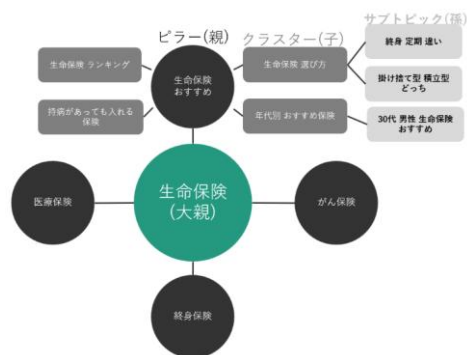 サブトピック(孫)
ピラー(親)
クラスター(子)
終身 定期 違い
生命保険 ランキング
生命保険
おすすめ
生命保険 選び方
掛け捨て型 積立型
どっち
持病があっても入れる
保険
年代別 おすすめ保険
30代 男性 生命保険
おすすめ
医療保険
生命保険
(大親)
がん保険
終身保険